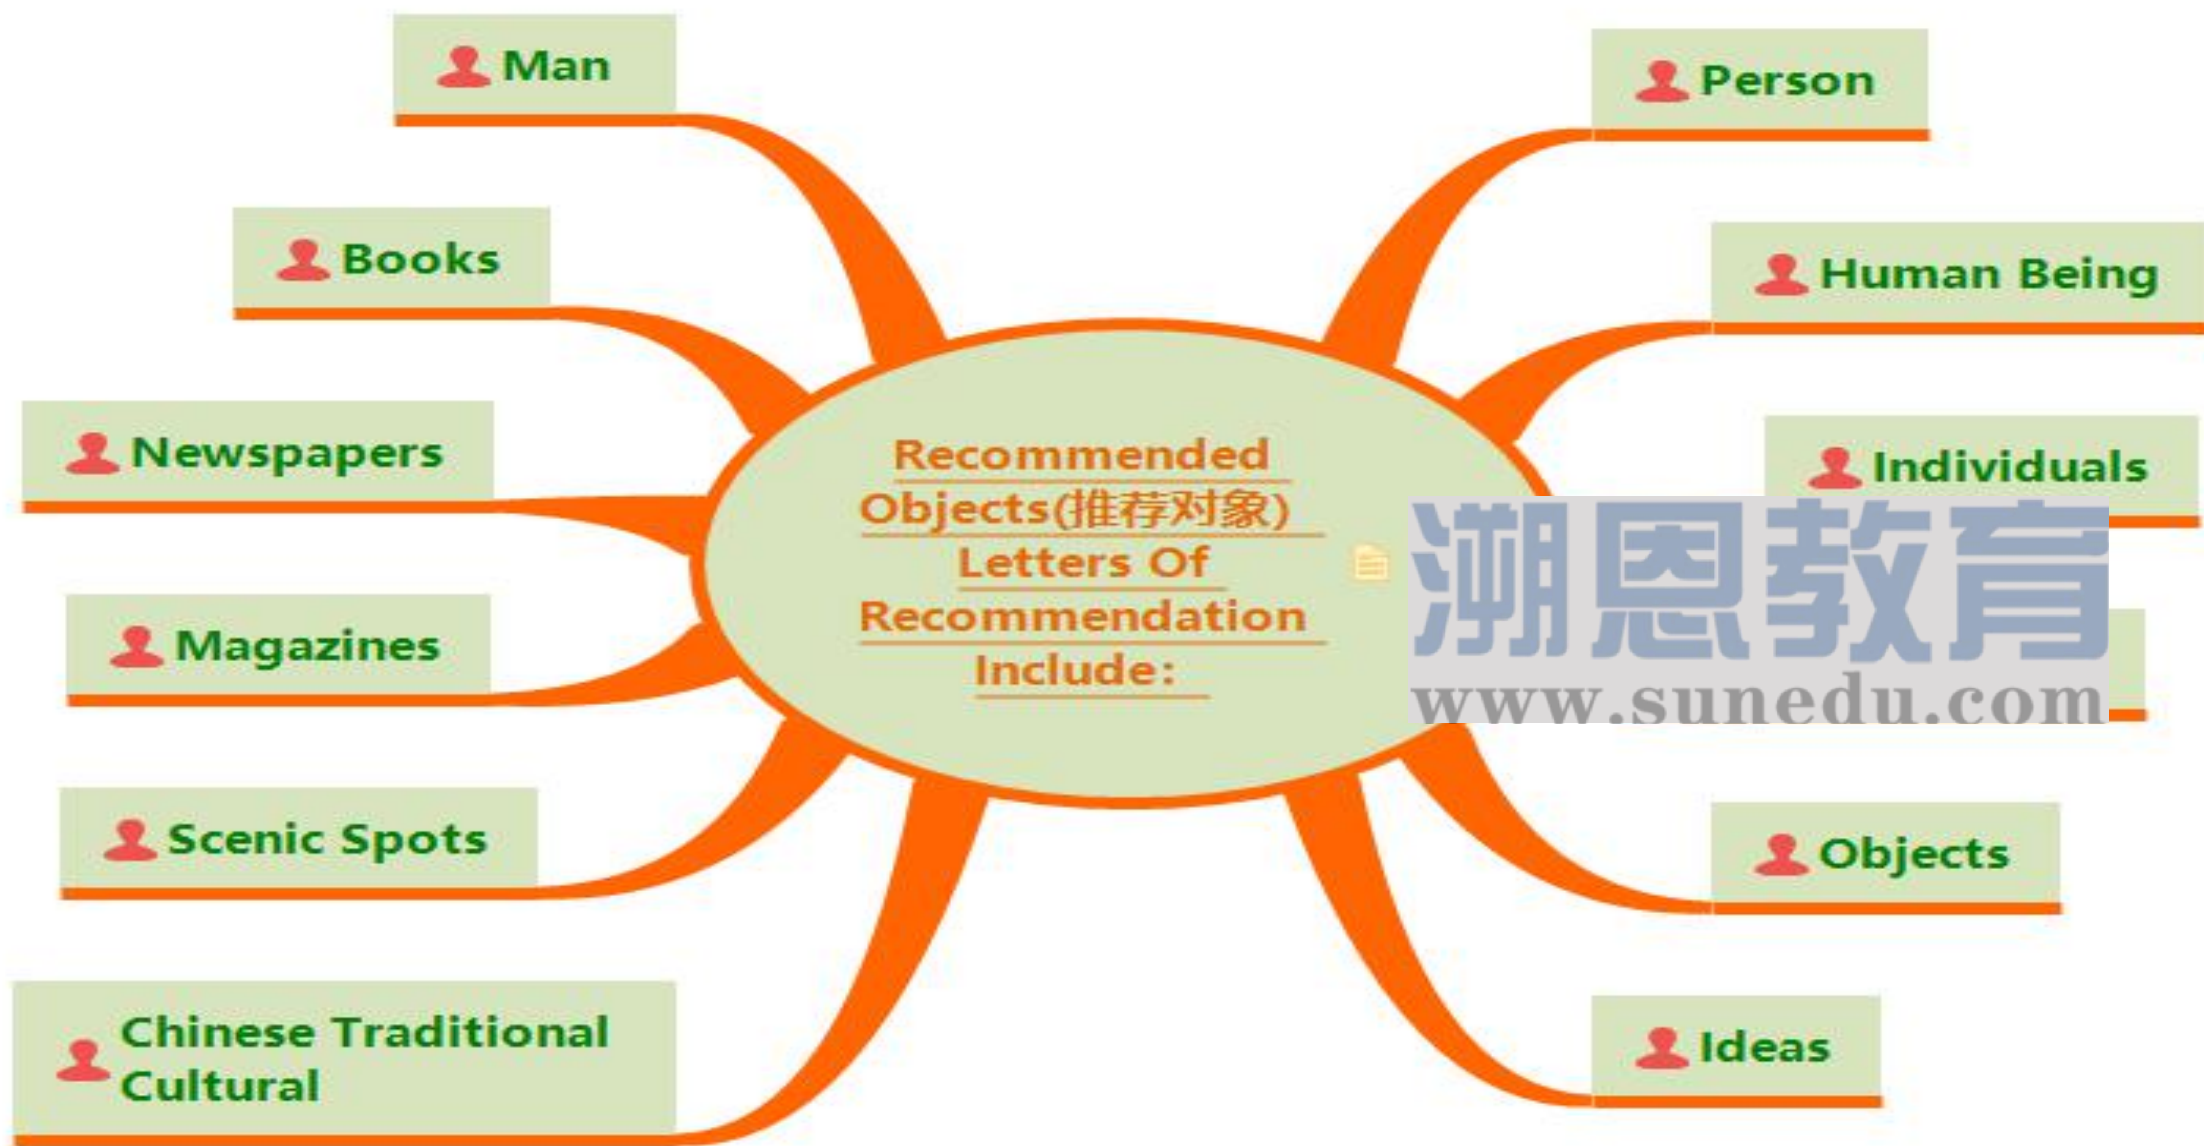 Man
Books
Newspapers
Magazines
Scenic Spots
Chinese Traditional
Cultural
Recommended
Objects(推荐对象)
Letters Of
Recommendation
Include:
Person
Human Being
Individuals
溯恩教育
www.sunedu.com
Objects
Ideas